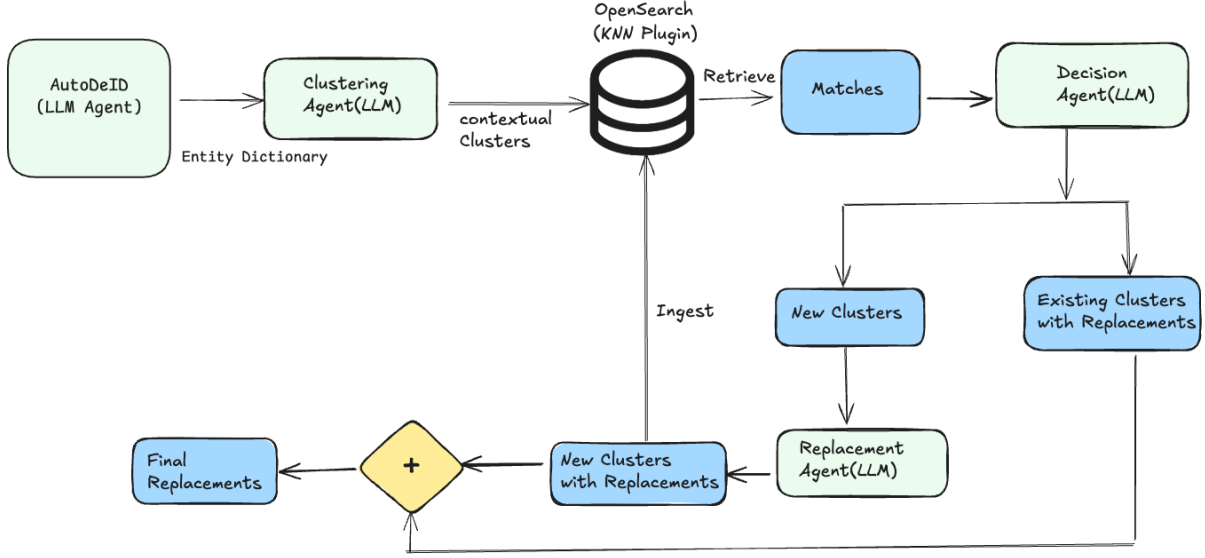 OpenSearch
(KNN Plugin)
AutoDeID
(LLM Agent)
Clustering
Agent(LLM)
Entity Dictionary
contextual
Clusters
Retrieve
Matches
Decision
Agent(LLM)
Ingest
New Clusters
Existing Clusters
with Replacements
Replacement
Agent(LLM)
New Clusters
with Replacements
+
Final
Replacements